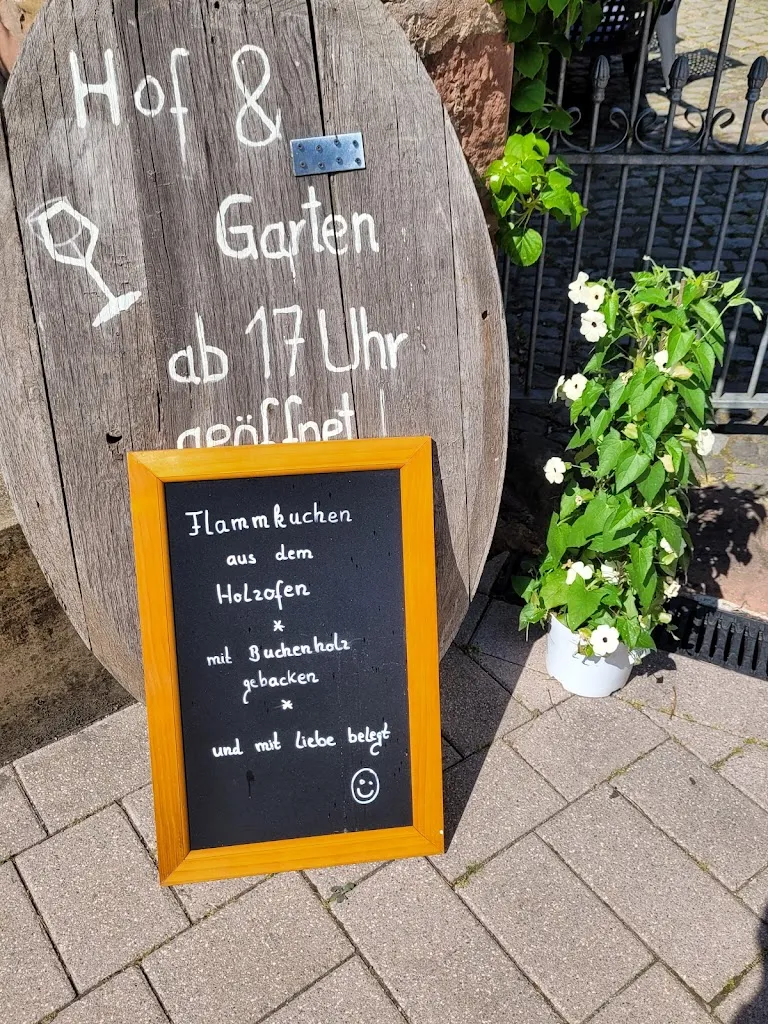 Hof &
Garten
ab 17 Uhr
geöffnet!
Flammkuchen
aus dem
Holzofen
*
mit Buchenholz
gebacken
*
und mit Liebe belegt